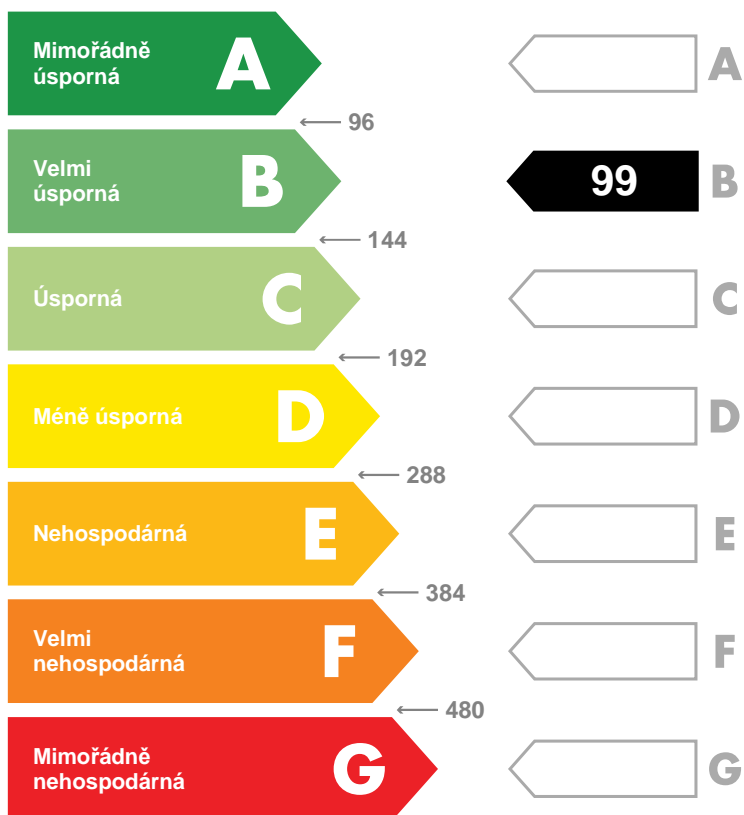 Mimořádně
úsporná
A
A
96
Velmi
úsporná
B
99
B
144
Úsporná
C
C
192
Méně úsporná
D
D
288
Nehospodárná
E
E
384
Velmi
nehospodárná
F
F
480
Mimořádně
nehospodárná
G
G